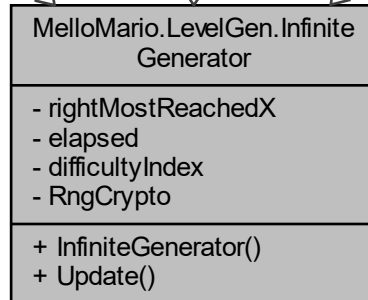 MelloMario.LevelGen.Infinite
Generator
- rightMostReachedX
- elapsed
- difficultyIndex
- RngCrypto
+ InfiniteGenerator()
+ Update()